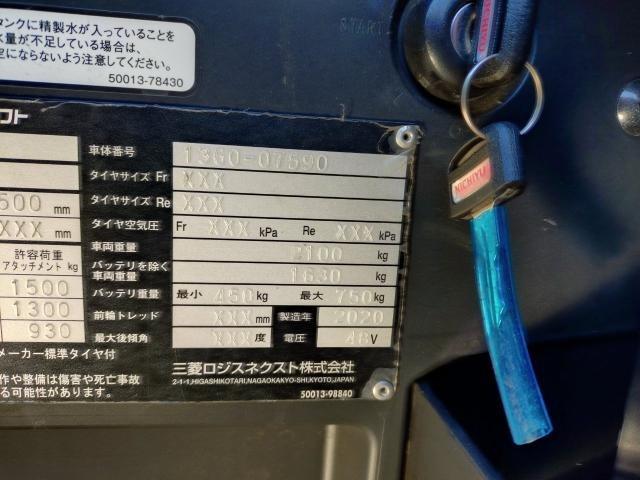 タンクに精製水が入っていることを
水量が不足している場合は、
定にならないよう注意してください。
50013-78430
START
NICHIYU
NICHIYU
車体番号 13G0-07590
タイヤサイズ Fr XXX
タイヤサイズ Re XXX
500 mm
タイヤ空気圧 Fr XXX kPa Re XXX kPa
XXX mm
車両重量 2100 kg
許容荷重
アタッチメント kg
バッテリを除く
車両重量 1630 kg
1500
バッテリ重量 最小 450 kg 最大 750 kg
1300
前輪トレッド XXX mm 製造年 2020
930
最大後傾角 XXX 度 電圧 48 V
メーカー標準タイヤ付
三菱ロジスネクスト株式会社
2-1-1,HIGASHIKOTARI,NAGAOKAKYO-SHI,KYOTO,JAPAN
作や整備は傷害や死亡事故
る可能性があります。
50013-98840